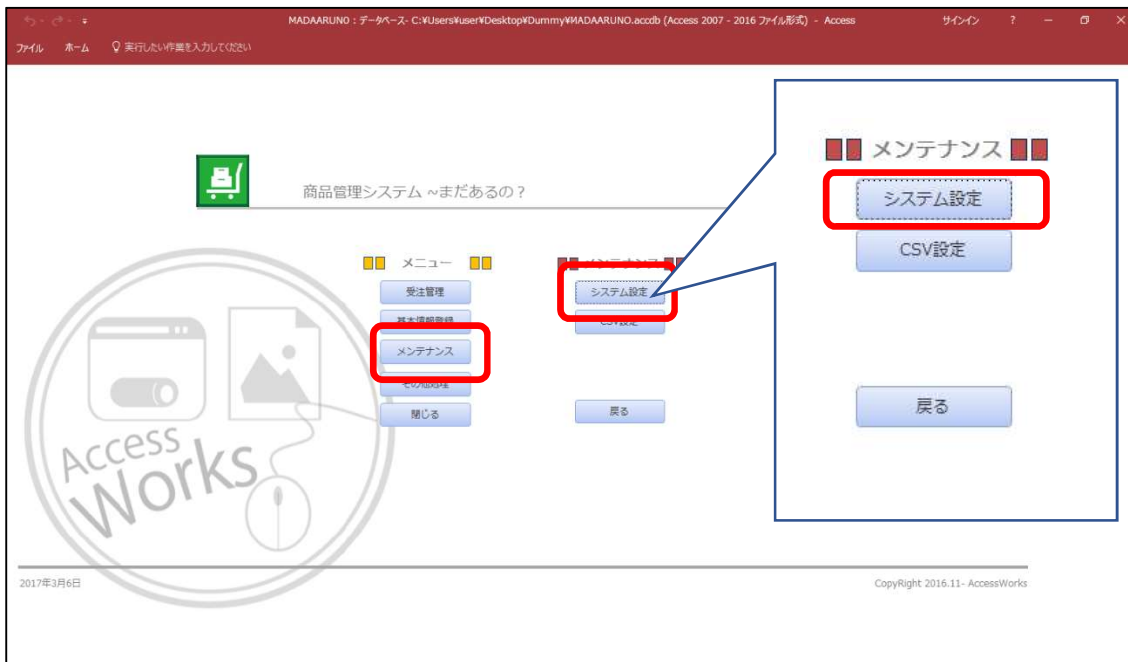 MADAARUNO : データベース- C:¥Users¥user¥Desktop¥Dummy¥MADAARUNO.accdb (Access 2007 - 2016 ファイル形式) - Access
サインイン
?
ファイル
ホーム
実行したい作業を入力してください
商品管理システム ~まだあるの?
メニュー
受注管理
基本情報登録
メンテナンス
その他処理
閉じる
メンテナンス
システム設定
CSV設定
戻る
メンテナンス
システム設定
CSV設定
戻る
Access
Works
2017年3月6日
CopyRight 2016.11- AccessWorks